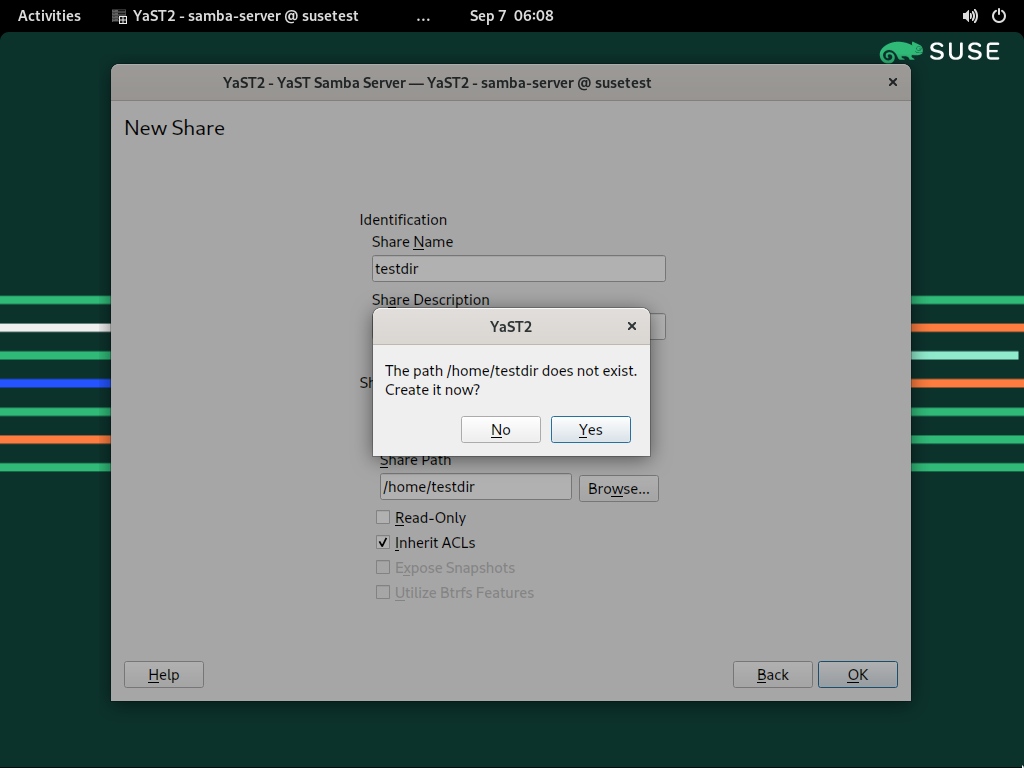 Activities
YaST2 - samba-server @ susetest
...
Sep 7 06:08
SUSE
YaST2 - YaST Samba Server — YaST2 - samba-server @ susetest
New Share
Identification
Share Name
testdir
Share Description
YaST2
The path /home/testdir does not exist.
Create it now?
No
Yes
Share Path
/home/testdir
Browse...
Read-Only
Inherit ACLs
Expose Snapshots
Utilize Btrfs Features
Help
Back
OK